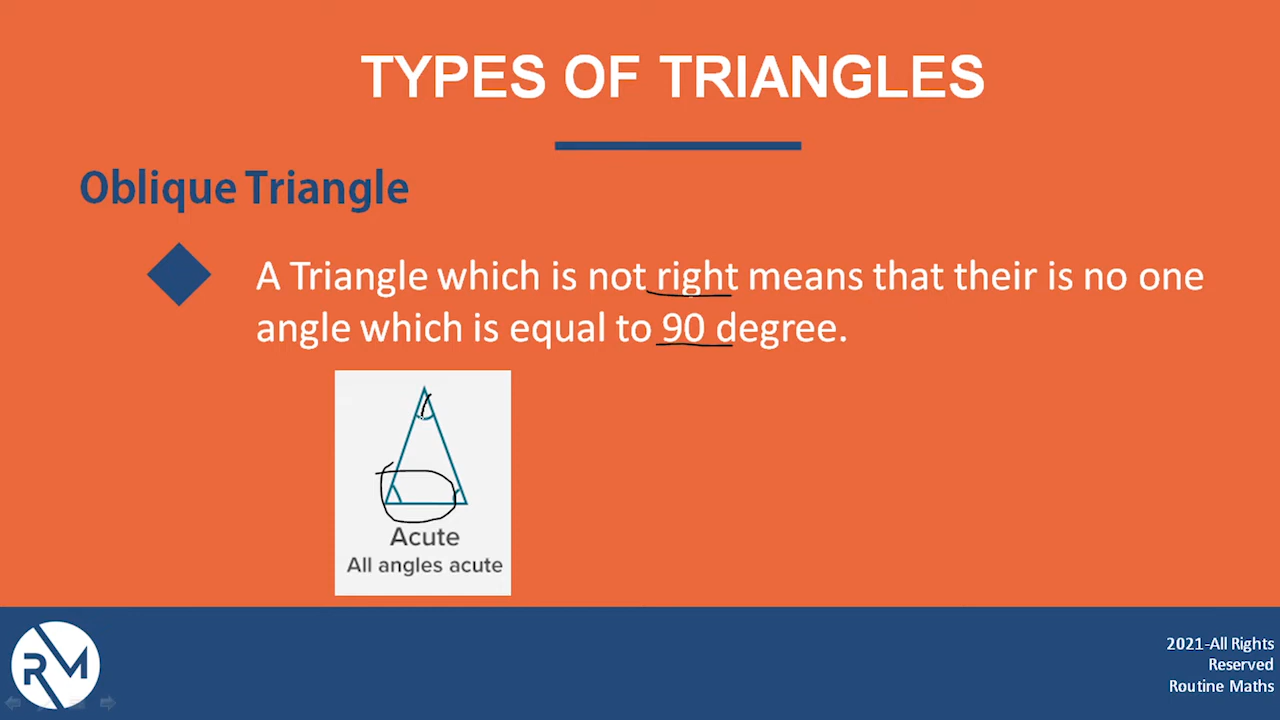 TYPES OF TRIANGLES
Oblique Triangle
A Triangle which is not right means that their is no one
angle which is equal to 90 degree.
Acute
All angles acute
RM
2021-All Rights
Reserved
Routine Maths